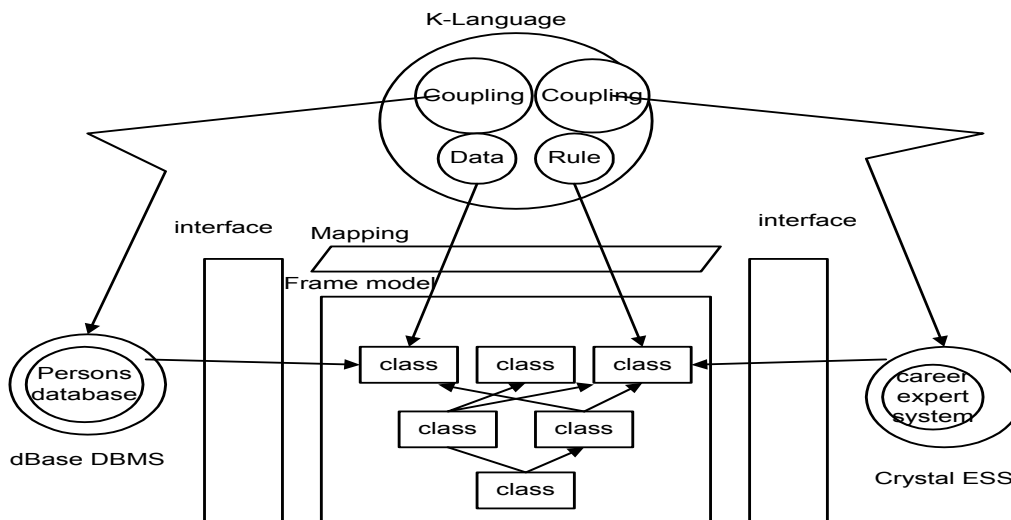 K-Language
Coupling
Coupling
Data
Rule
interface
interface
Mapping
Frame model
class
class
class
Persons
database
career
expert
system
class
class
dBase DBMS
Crystal ESS
class